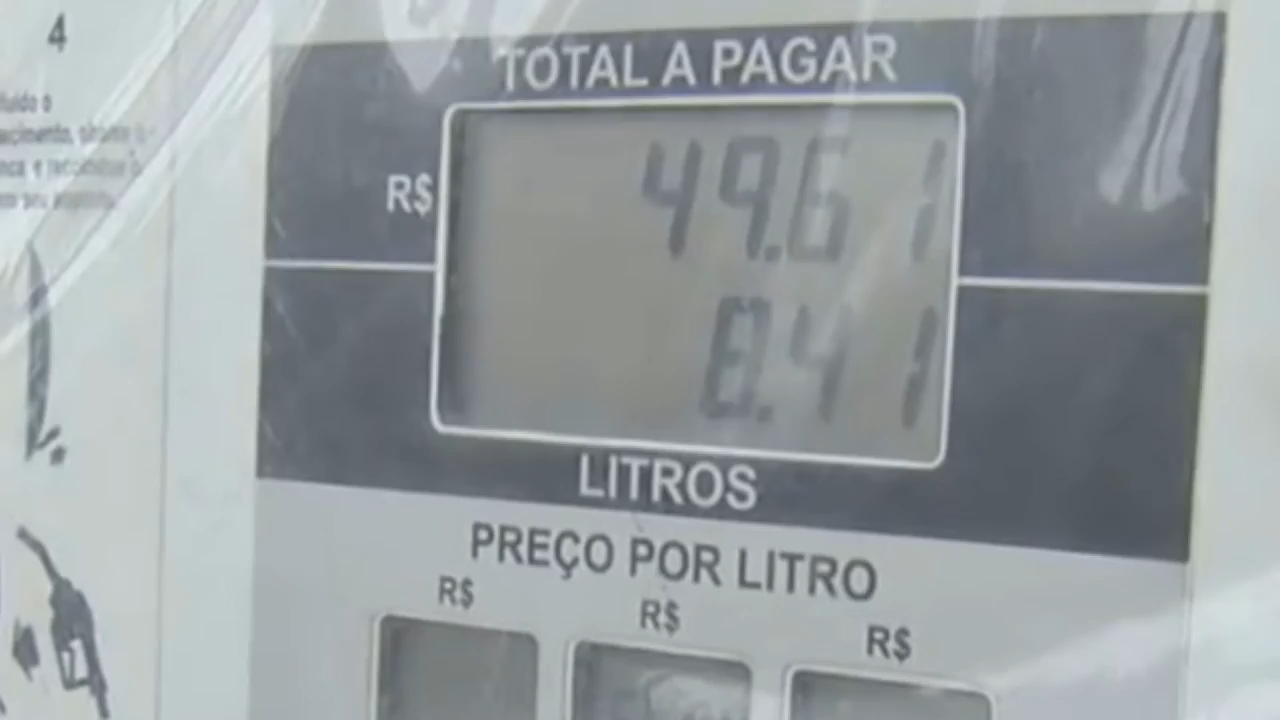 4
TOTAL A PAGAR
R$ 49.61
8.41
LITROS
PREÇO POR LITRO
R$ R$ R$